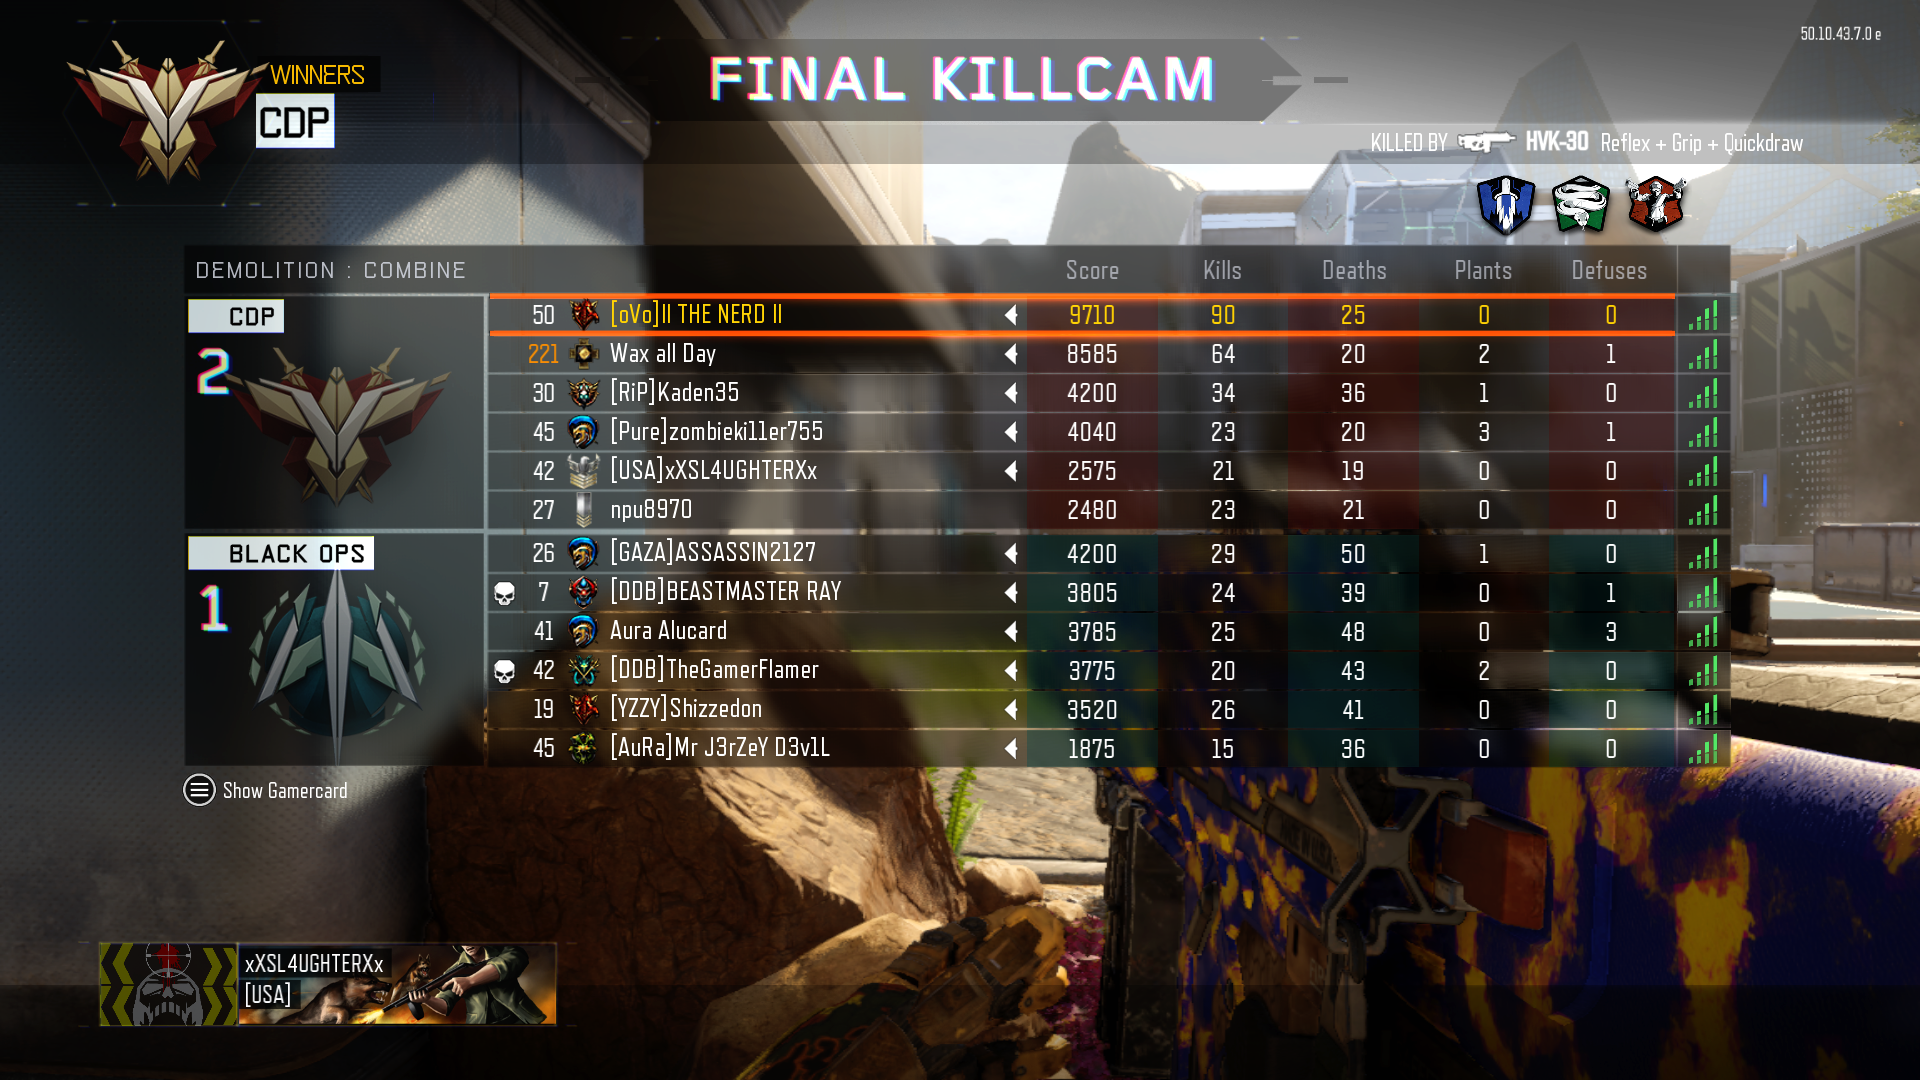 50.10.43.7.0 e
FINAL KILLCAM
WINNERS
CDP
KILLED BY HVK-30 Reflex + Grip + Quickdraw
DEMOLITION : COMBINE Score Kills Deaths Plants Defuses
CDP
2
50 [oVo]II THE NERD II 9710 90 25 0 0
221 Wax all Day 8585 64 20 2 1
30 [RiP]Kaden35 4200 34 36 1 0
45 [Pure]zombieki11er755 4040 23 20 3 1
42 [USA]xXSL4UGHTERXx 2575 21 19 0 0
27 npu8970 2480 23 21 0 0
BLACK OPS
1
26 [GAZA]ASSASSIN2127 4200 29 50 1 0
7 [DDB]BEASTMASTER RAY 3805 24 39 0 1
41 Aura Alucard 3785 25 48 0 3
42 [DDB]TheGamerFlamer 3775 20 43 2 0
19 [YZZY]Shizzedon 3520 26 41 0 0
45 [AuRa]Mr J3rZeY D3v1L 1875 15 36 0 0
Show Gamercard
xXSL4UGHTERXx
[USA]